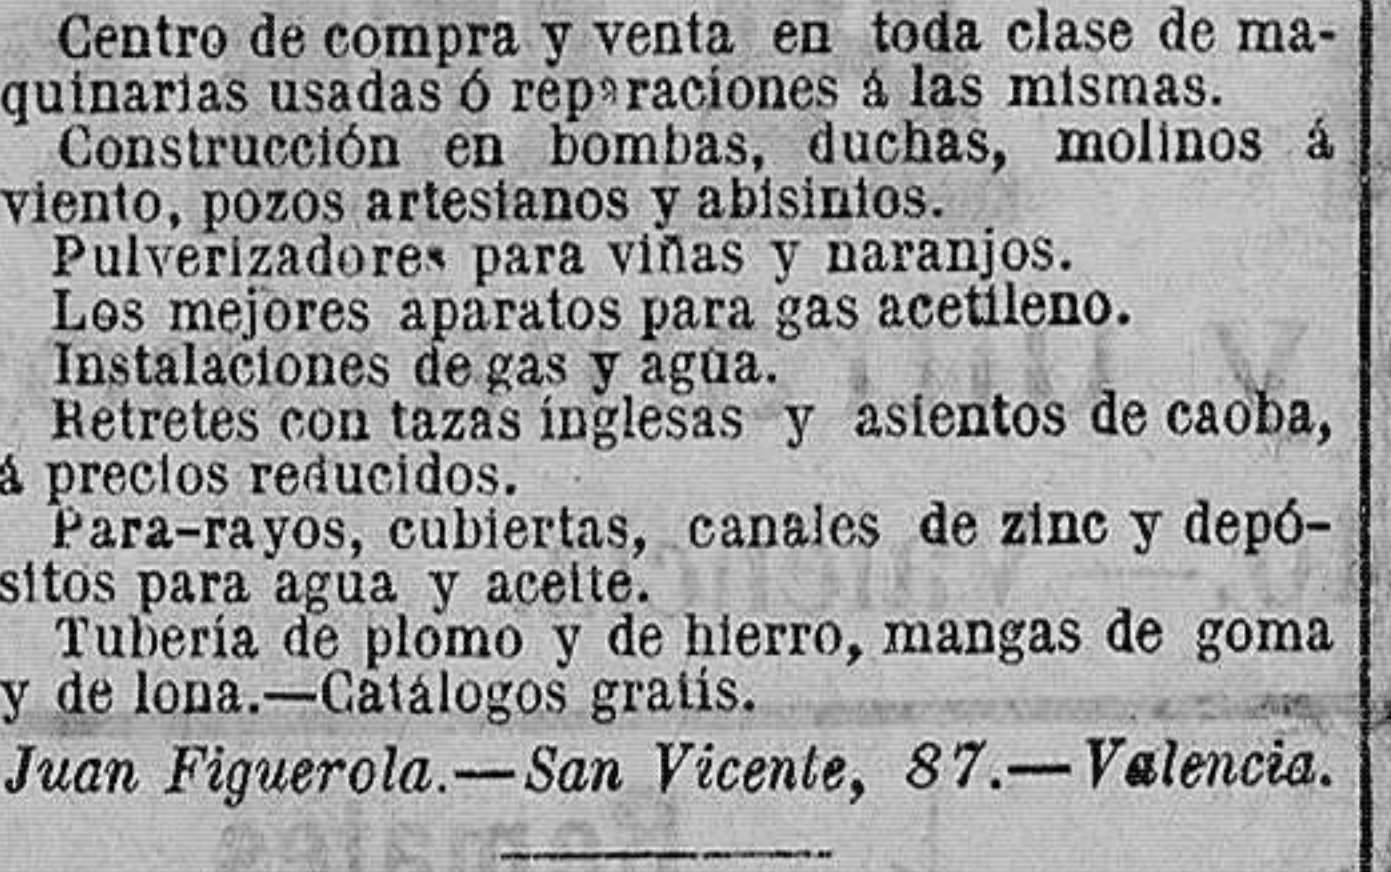 Centro de compra y venta en toda clase de ma-
quinarias usadas ó reparaciones á las mismas.
Construcción en bombas, duchas, molinos á
viento, pozos artesianos y abisinios.
Pulverizadores para viñas y naranjos.
Los mejores aparatos para gas acetileno.
Instalaciones de gas y agua.
Retretes con tazas inglesas y asientos de caoba,
á precios reducidos.
Para-rayos, cubiertas, canales de zinc y depó-
sitos para agua y aceite.
Tubería de plomo y de hierro, mangas de goma
y de lona.—Catálogos gratis.
Juan Figuerola.—San Vicente, 87.—Valencia.